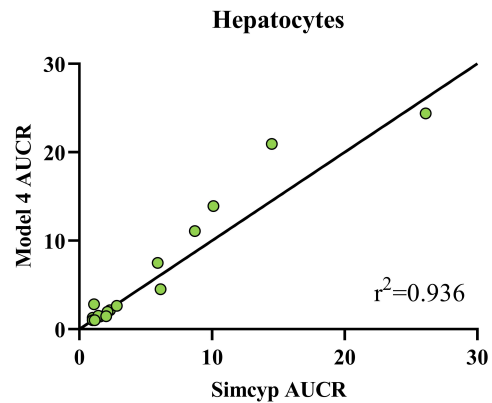 Hepatocytes
30
20
10
0
Model 4 AUCR
r²=0.936
0 10 20 30
Simcyp AUCR